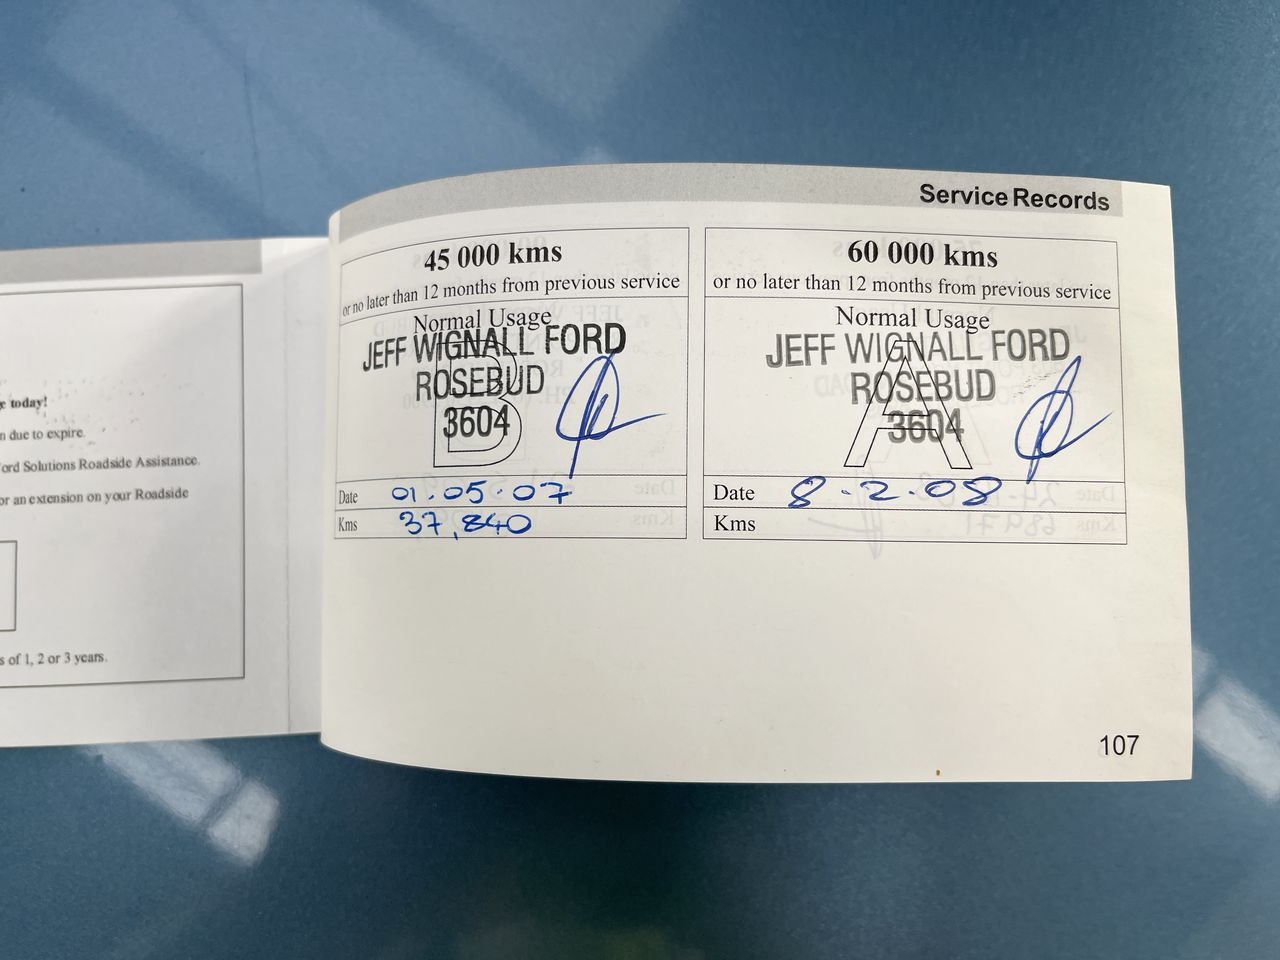 e today!
n due to expire.
ord Solutions Roadside Assistance.
or an extension on your Roadside
s of 1, 2 or 3 years.
Service Records
45 000 kms
or no later than 12 months from previous service
Normal Usage
B
JEFF WIGNALL FORD
ROSEBUD
3604
Date 01.05.07
Kms 37,840
60 000 kms
or no later than 12 months from previous service
Normal Usage
A
JEFF WIGNALL FORD
ROSEBUD
3604
Date 8.2.08
Kms
107